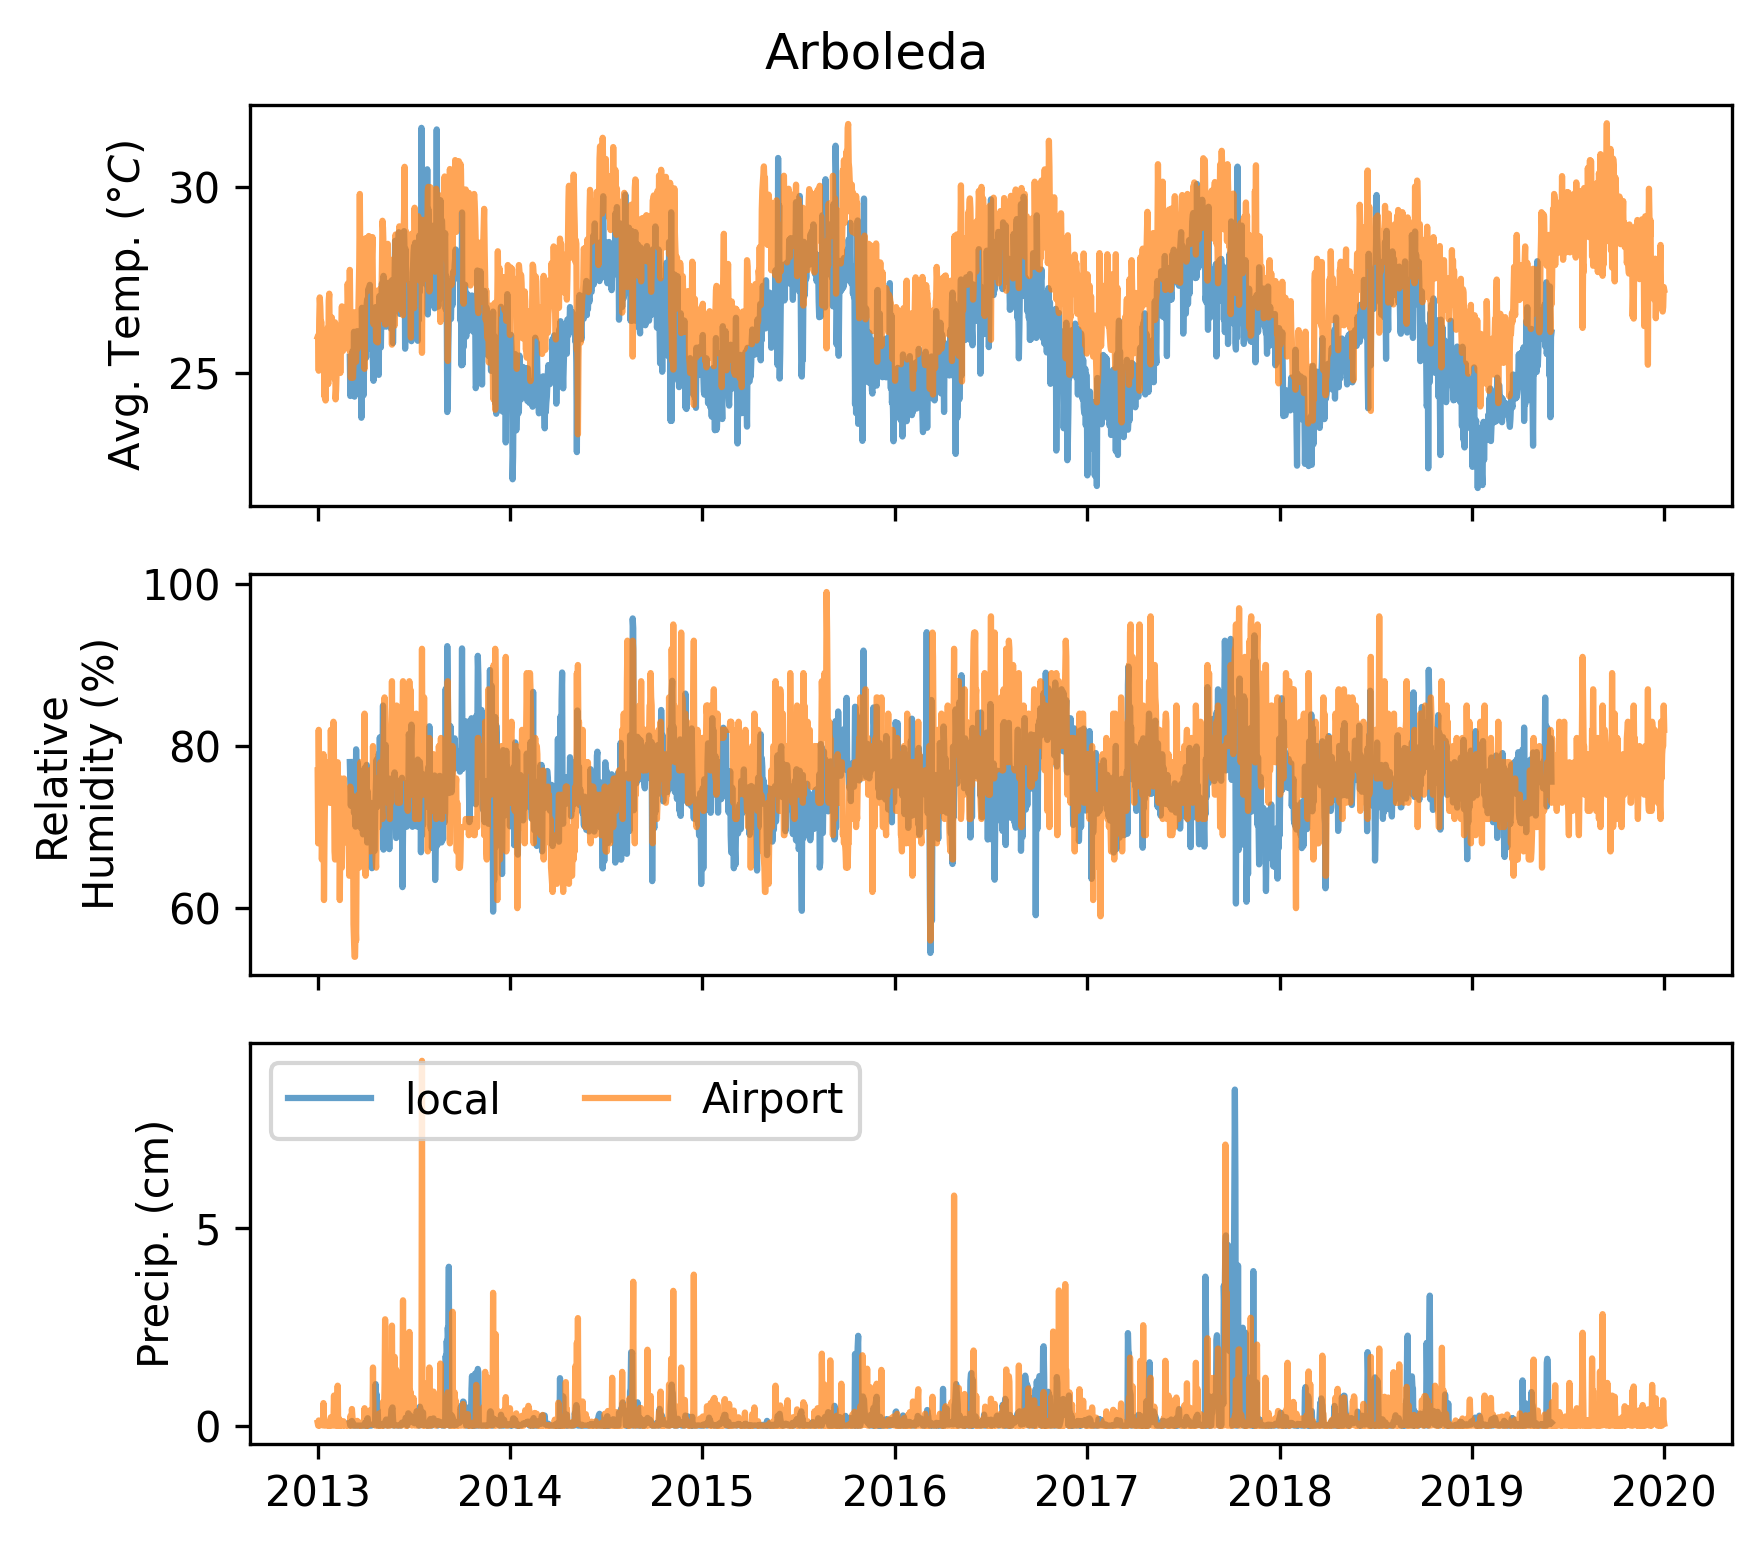 Arboleda
Avg. Temp. (°C)
30
25
Relative
Humidity (%)
100
80
60
Precip. (cm)
local
Airport
5
0
2013
2014
2015
2016
2017
2018
2019
2020